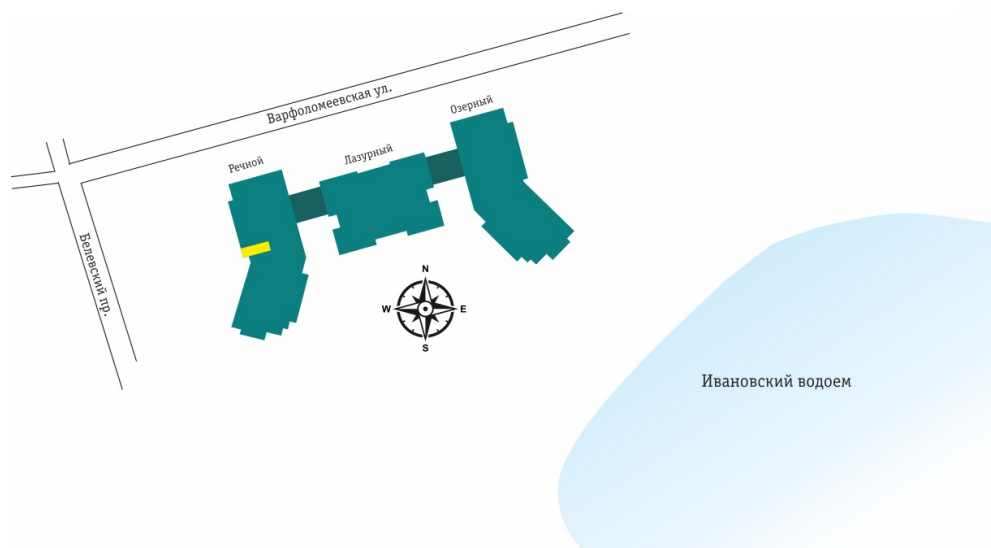 Варфоломеевская ул.
Озерный
Лазурный
Речной
Белевский пр.
N
W
E
S
Ивановский водоем